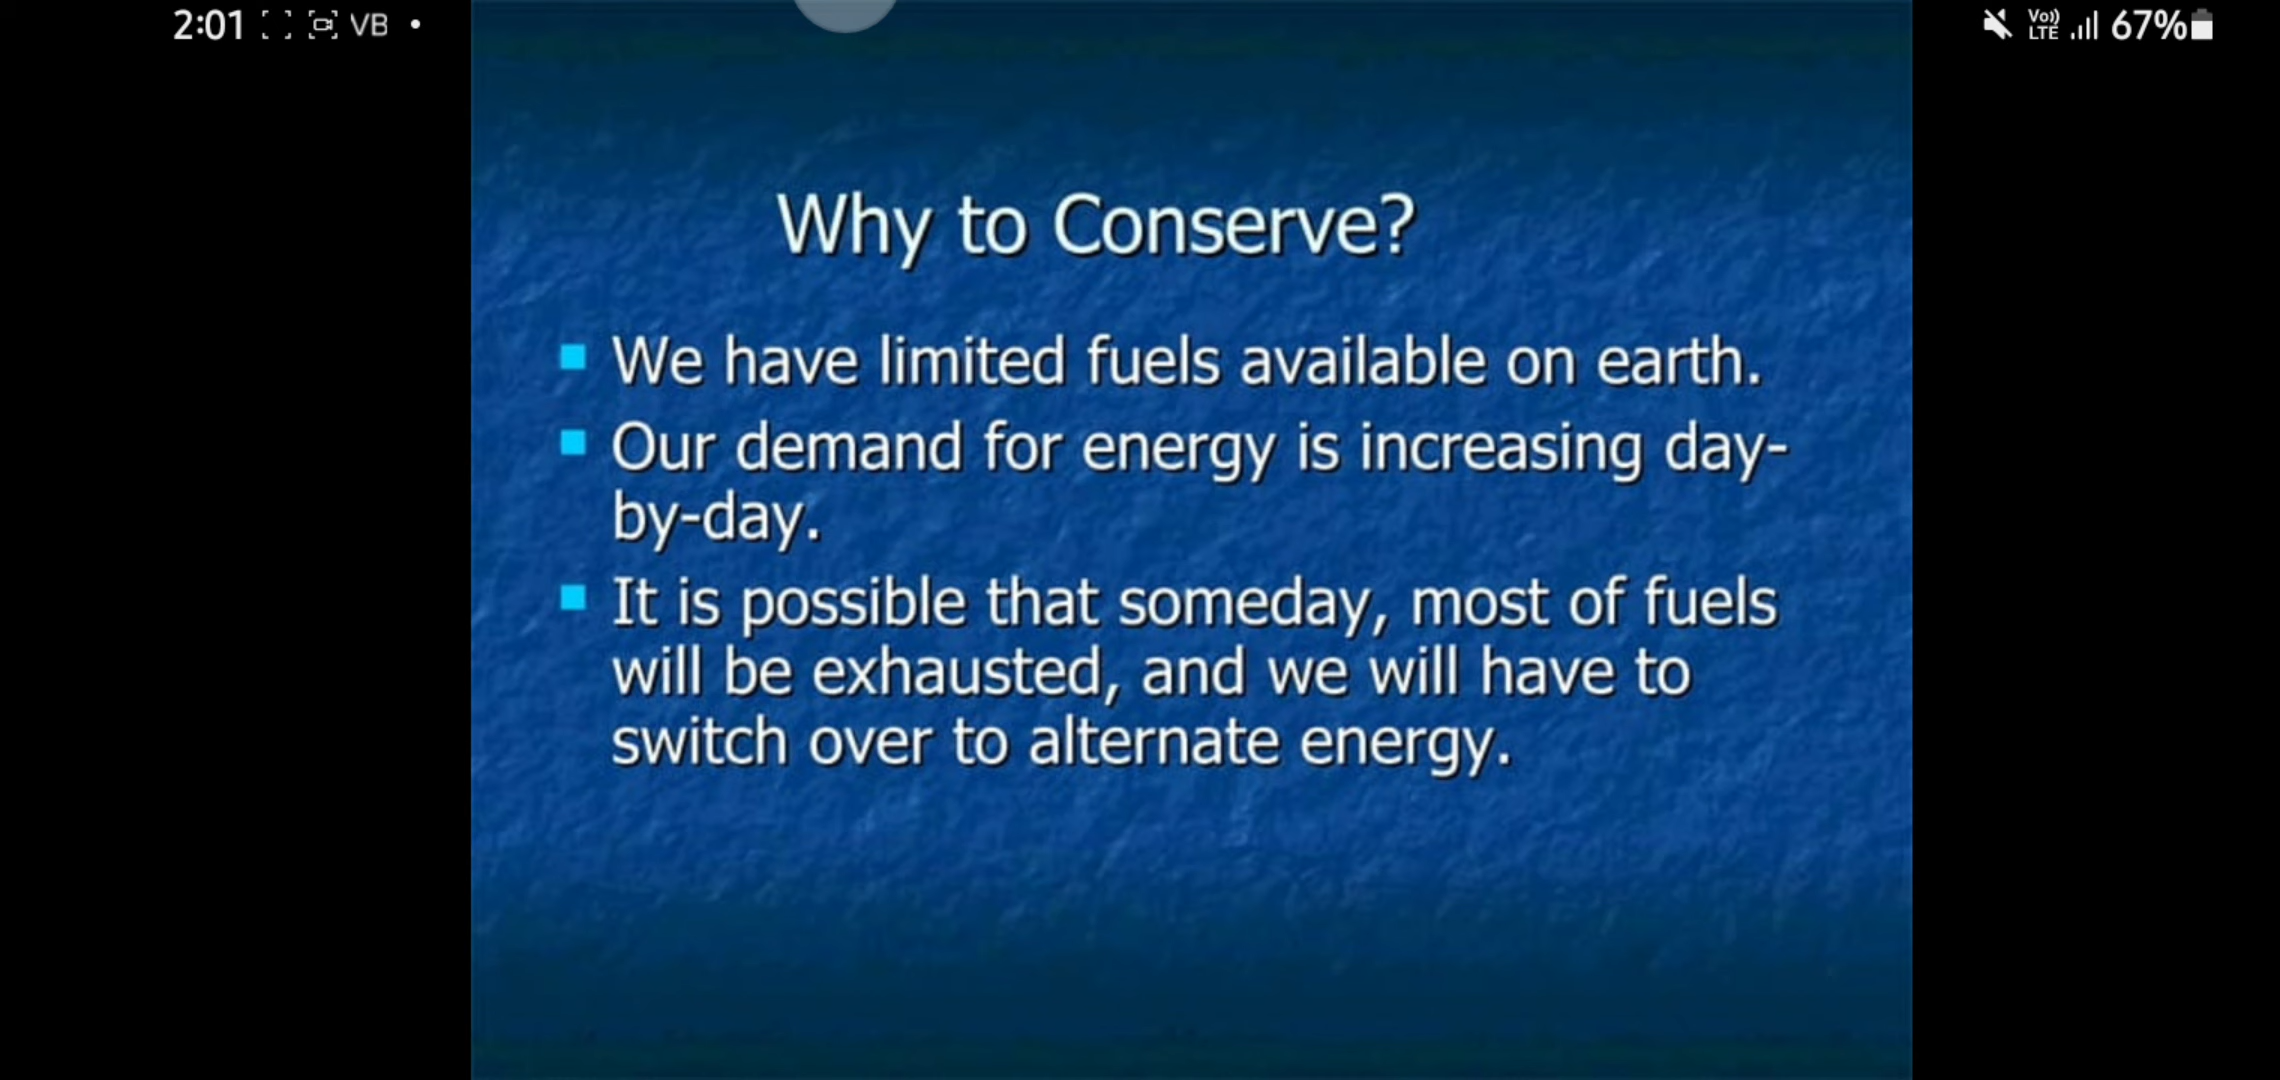 2:01 VB •
Vo)) LTE 67%
Why to Conserve?
We have limited fuels available on earth.
Our demand for energy is increasing day-
by-day.
It is possible that someday, most of fuels
will be exhausted, and we will have to
switch over to alternate energy.